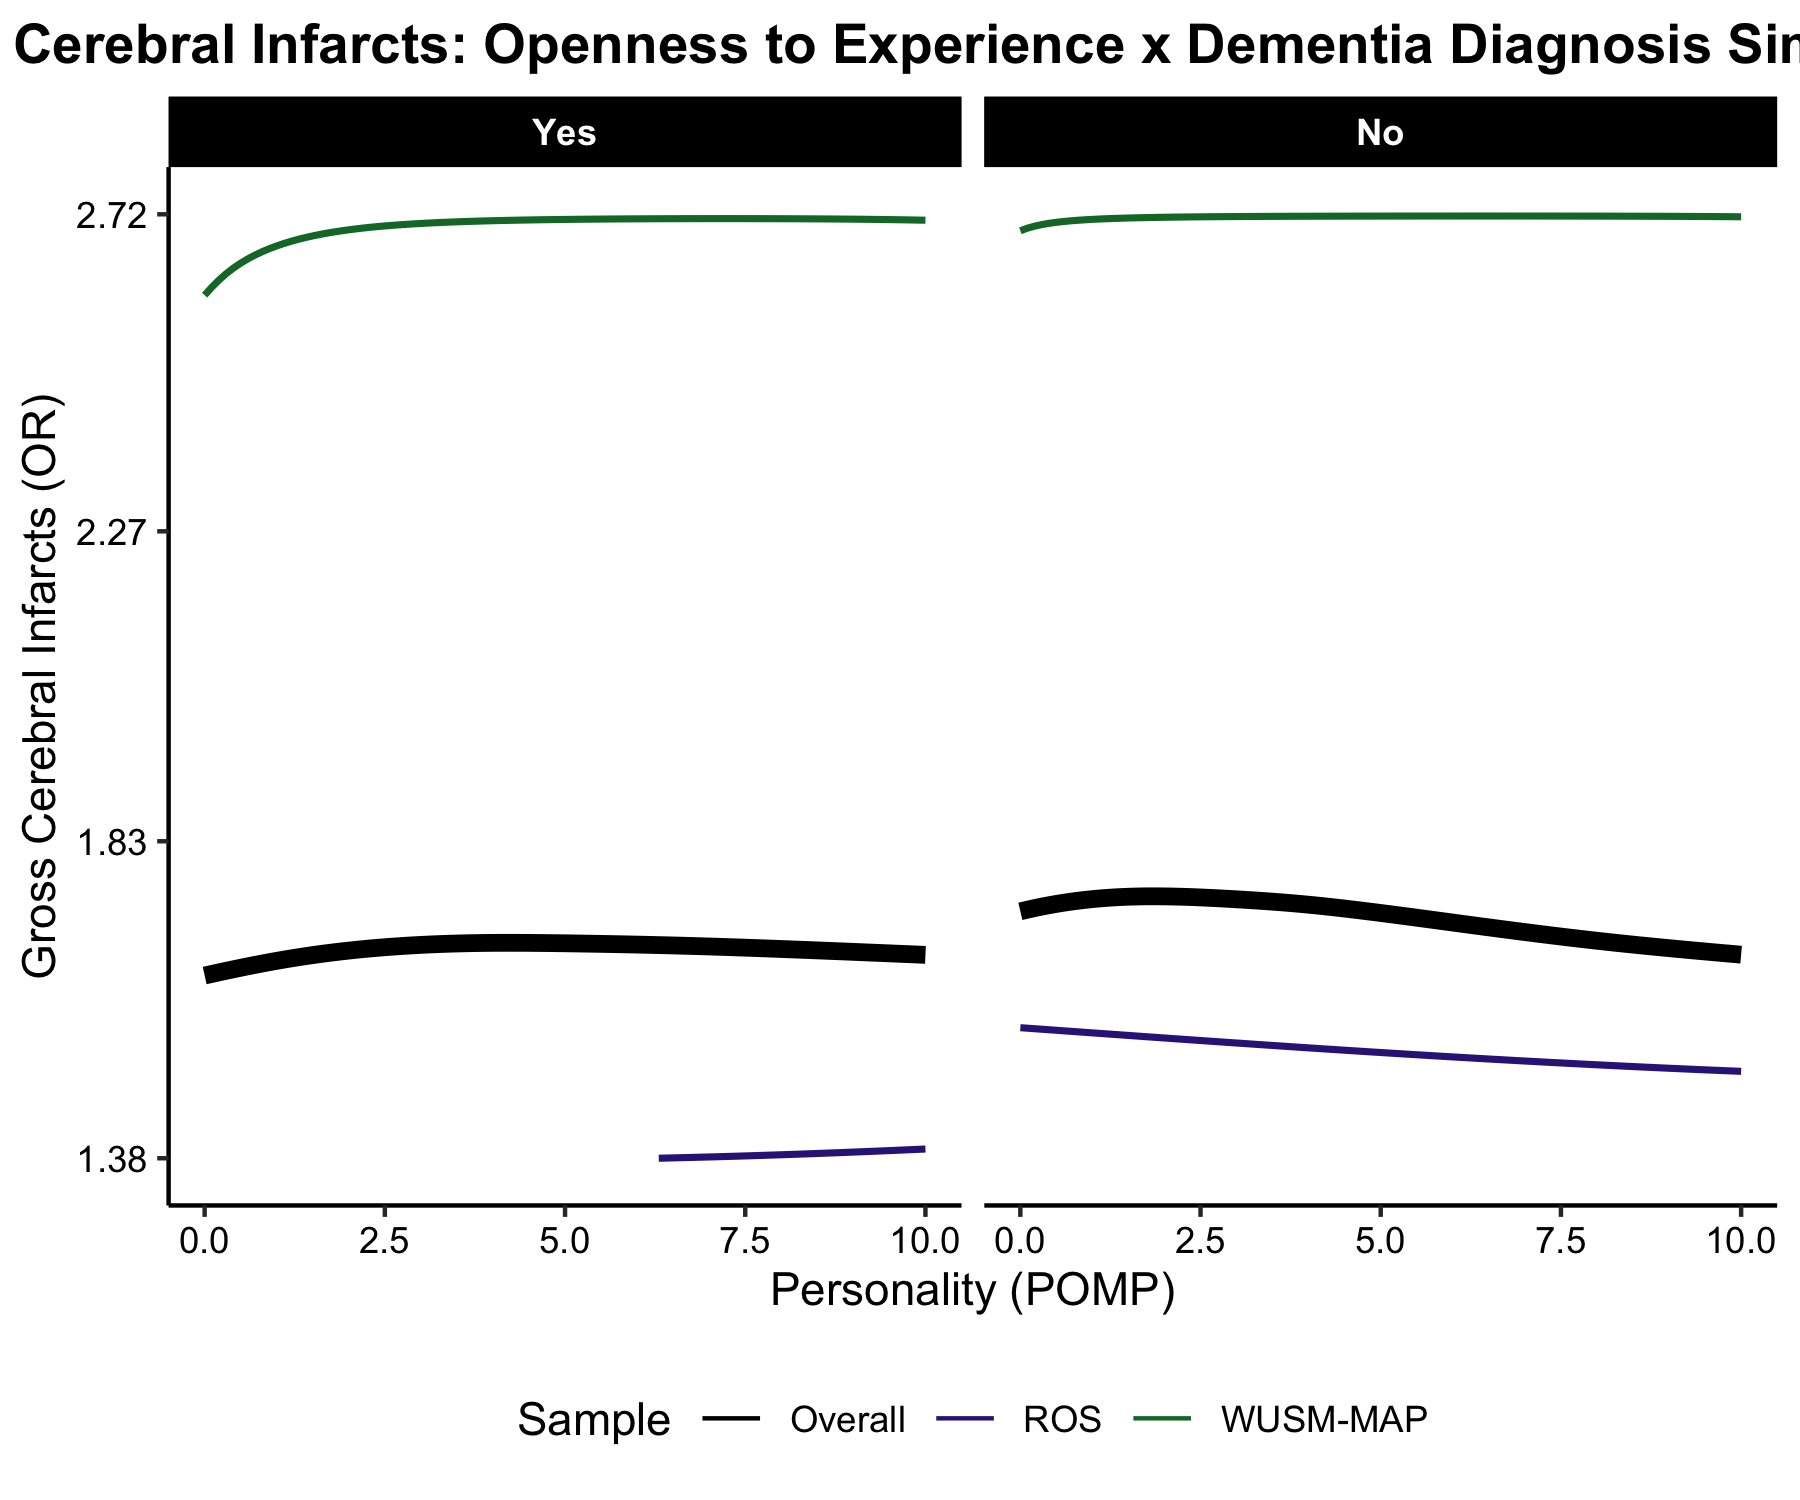 Cerebral Infarcts: Openness to Experience x Dementia Diagnosis Sin
Yes No
2.72
2.27
1.83
1.38
Gross Cerebral Infarcts (OR)
0.0 2.5 5.0 7.5 10.0 0.0 2.5 5.0 7.5 10.0
Personality (POMP)
Sample Overall ROS WUSM-MAP